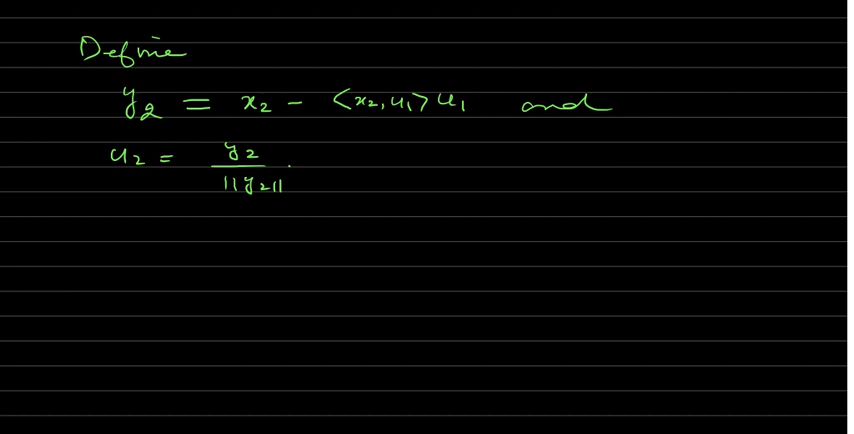 Define
y₂ = x₂ - <x₂, u₁> u₁ and
u₂ = y₂ / ||y₂||.